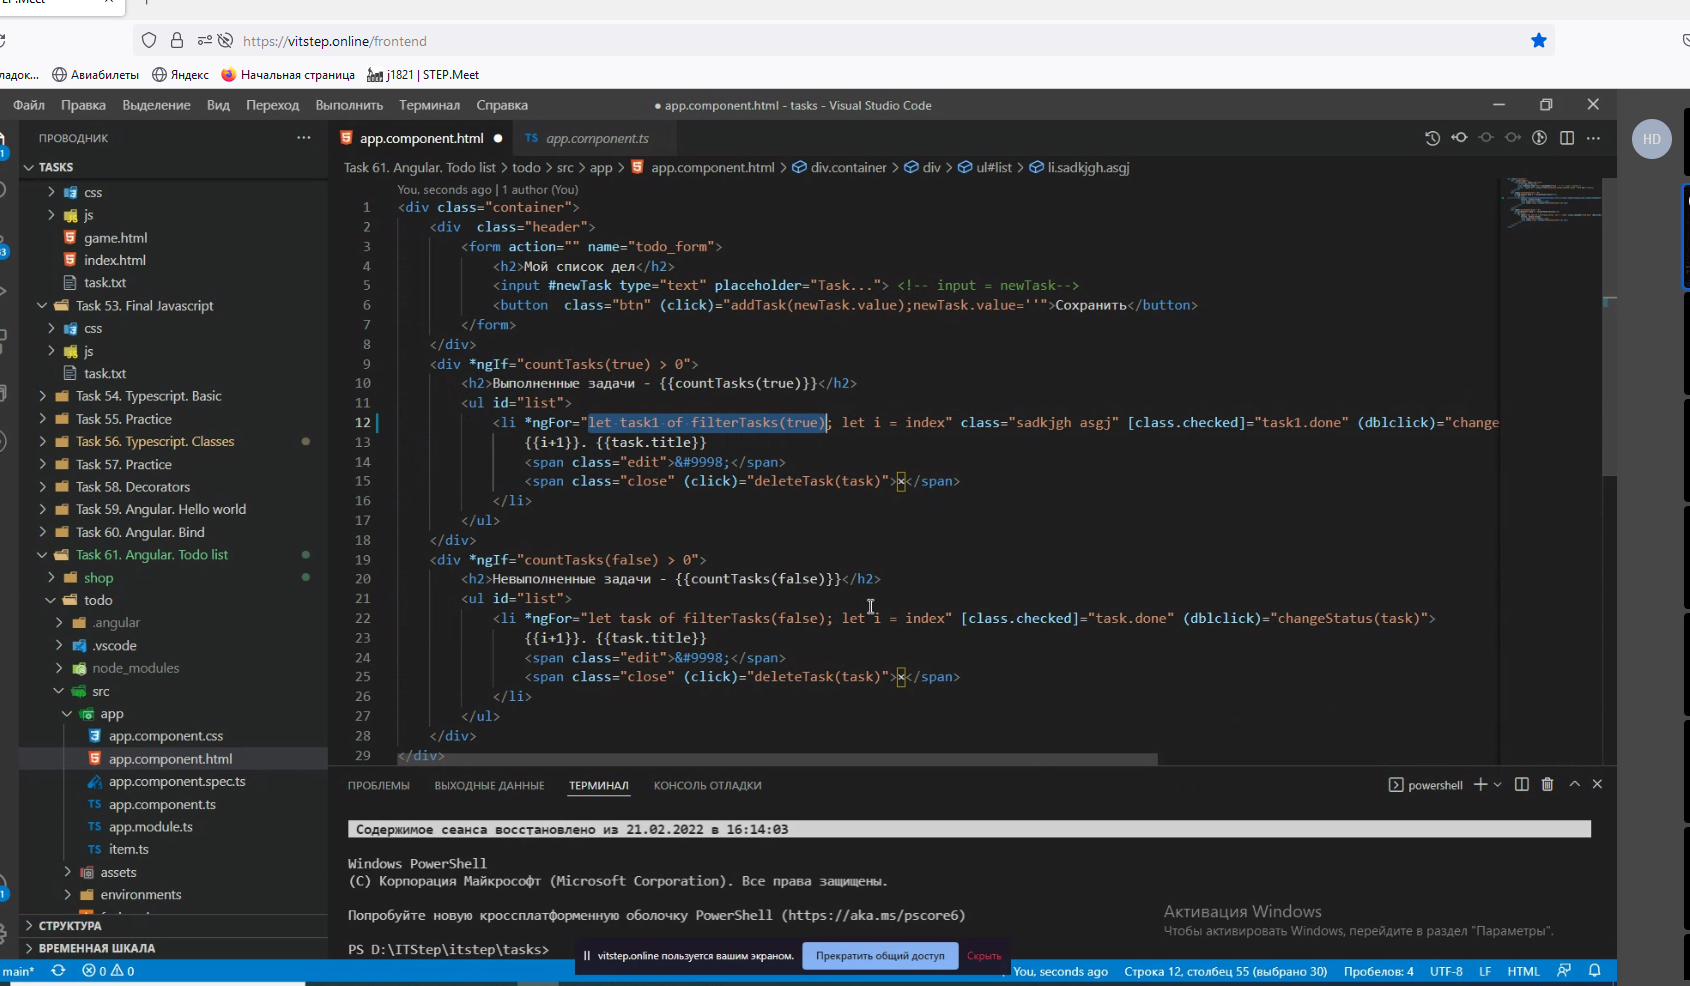 https://vitstep.online/frontend
ладок...
Авиабилеты
Яндекс
Начальная страница
j1821 | STEP.Meet
Файл Правка Выделение Вид Переход Выполнить Терминал Справка
● app.component.html - tasks - Visual Studio Code
HD
ПРОВОДНИК
app.component.html
TS app.component.ts
TASKS
Task 61. Angular. Todo list > todo > src > app > app.component.html > div.container > div > ul#list > li.sadkjgh.asgj
css
js
game.html
index.html
task.txt
Task 53. Final Javascript
css
js
task.txt
Task 54. Typescript. Basic
Task 55. Practice
Task 56. Typescript. Classes
Task 57. Practice
Task 58. Decorators
Task 59. Angular. Hello world
Task 60. Angular. Bind
Task 61. Angular. Todo list
shop
todo
.angular
.vscode
node_modules
src
app
app.component.css
app.component.html
app.component.spec.ts
TS app.component.ts
TS app.module.ts
TS item.ts
assets
environments
СТРУКТУРА
ВРЕМЕННАЯ ШКАЛА
You, seconds ago | 1 author (You)
1 <div class="container">
2 <div  class="header">
3 <form action="" name="todo_form">
4 <h2>Мой список дел</h2>
5 <input #newTask type="text" placeholder="Task..."> <!-- input = newTask-->
6 <button  class="btn" (click)="addTask(newTask.value);newTask.value=''">Сохранить</button>
7 </form>
8 </div>
9 <div *ngIf="countTasks(true) > 0">
10 <h2>Выполненные задачи - {{countTasks(true)}}</h2>
11 <ul id="list">
12 <li *ngFor="let task1 of filterTasks(true); let i = index" class="sadkjgh asgj" [class.checked]="task1.done" (dblclick)="change
13 {{i+1}}. {{task.title}}
14 <span class="edit">&#9998;</span>
15 <span class="close" (click)="deleteTask(task)">×</span>
16 </li>
17 </ul>
18 </div>
19 <div *ngIf="countTasks(false) > 0">
20 <h2>Невыполненные задачи - {{countTasks(false)}}</h2>
21 <ul id="list">
22 <li *ngFor="let task of filterTasks(false); let i = index" [class.checked]="task.done" (dblclick)="changeStatus(task)">
23 {{i+1}}. {{task.title}}
24 <span class="edit">&#9998;</span>
25 <span class="close" (click)="deleteTask(task)">×</span>
26 </li>
27 </ul>
28 </div>
29 </div>
ПРОБЛЕМЫ ВЫХОДНЫЕ ДАННЫЕ ТЕРМИНАЛ КОНСОЛЬ ОТЛАДКИ
powershell
Содержимое сеанса восстановлено из 21.02.2022 в 16:14:03
Windows PowerShell
(C) Корпорация Майкрософт (Microsoft Corporation). Все права защищены.
Попробуйте новую кроссплатформенную оболочку PowerShell (https://aka.ms/pscore6)
PS D:\ITStep\itstep\tasks>
Активация Windows
Чтобы активировать Windows, перейдите в раздел "Параметры".
vitstep.online пользуется вашим экраном.
Прекратить общий доступ
Скрыть
main* 0 0
You, seconds ago
Строка 12, столбец 55 (выбрано 30)
Пробелов: 4
UTF-8
LF
HTML